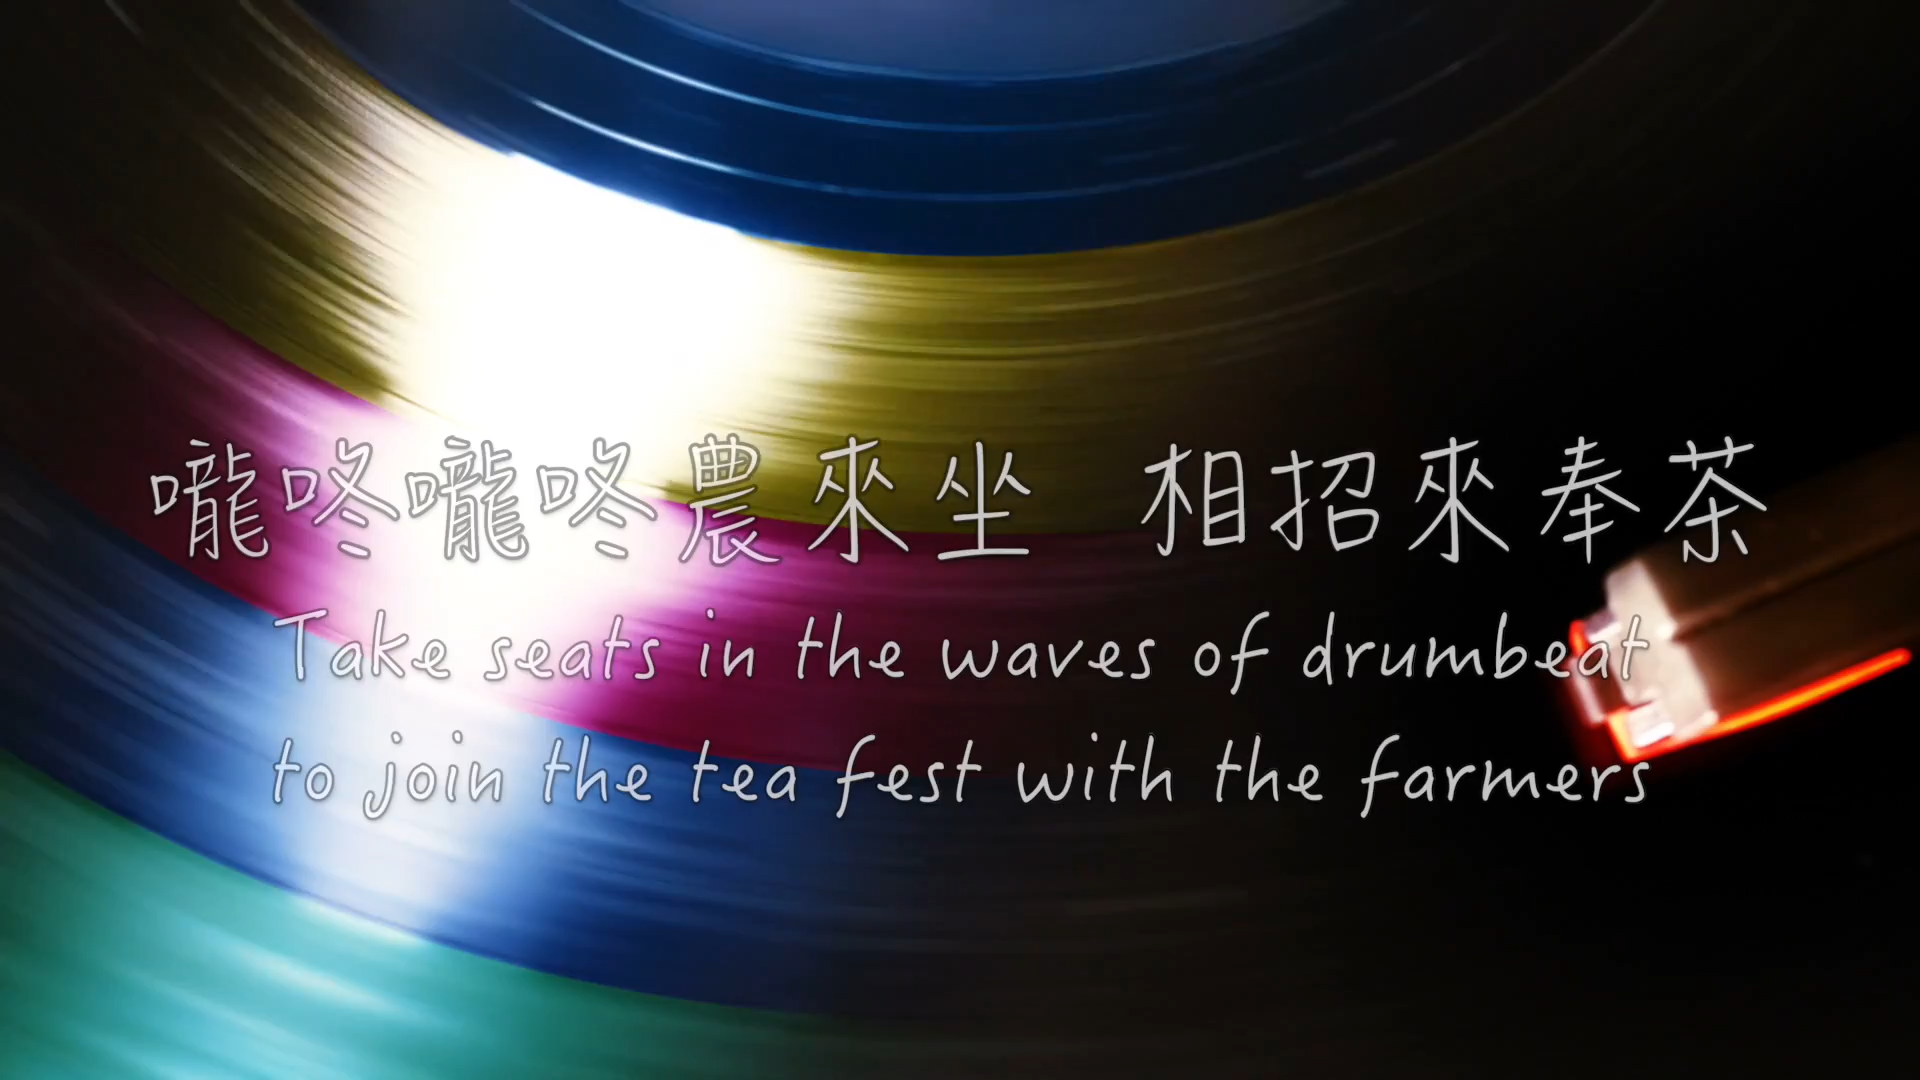 嚨咚嚨咚農來坐 相招來奉茶
Take seats in the waves of drumbeat
to join the tea fest with the farmers